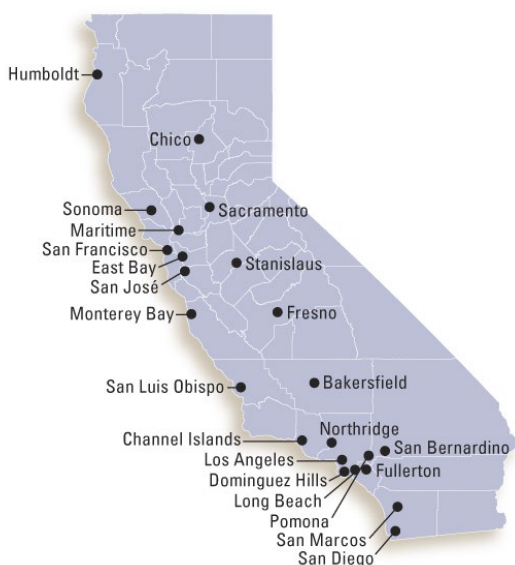 Humboldt
Chico
Sonoma
Sacramento
Maritime
San Francisco
East Bay
Stanislaus
San José
Monterey Bay
Fresno
San Luis Obispo
Bakersfield
Northridge
Channel Islands
San Bernardino
Los Angeles
Fullerton
Dominguez Hills
Long Beach
Pomona
San Marcos
San Diego